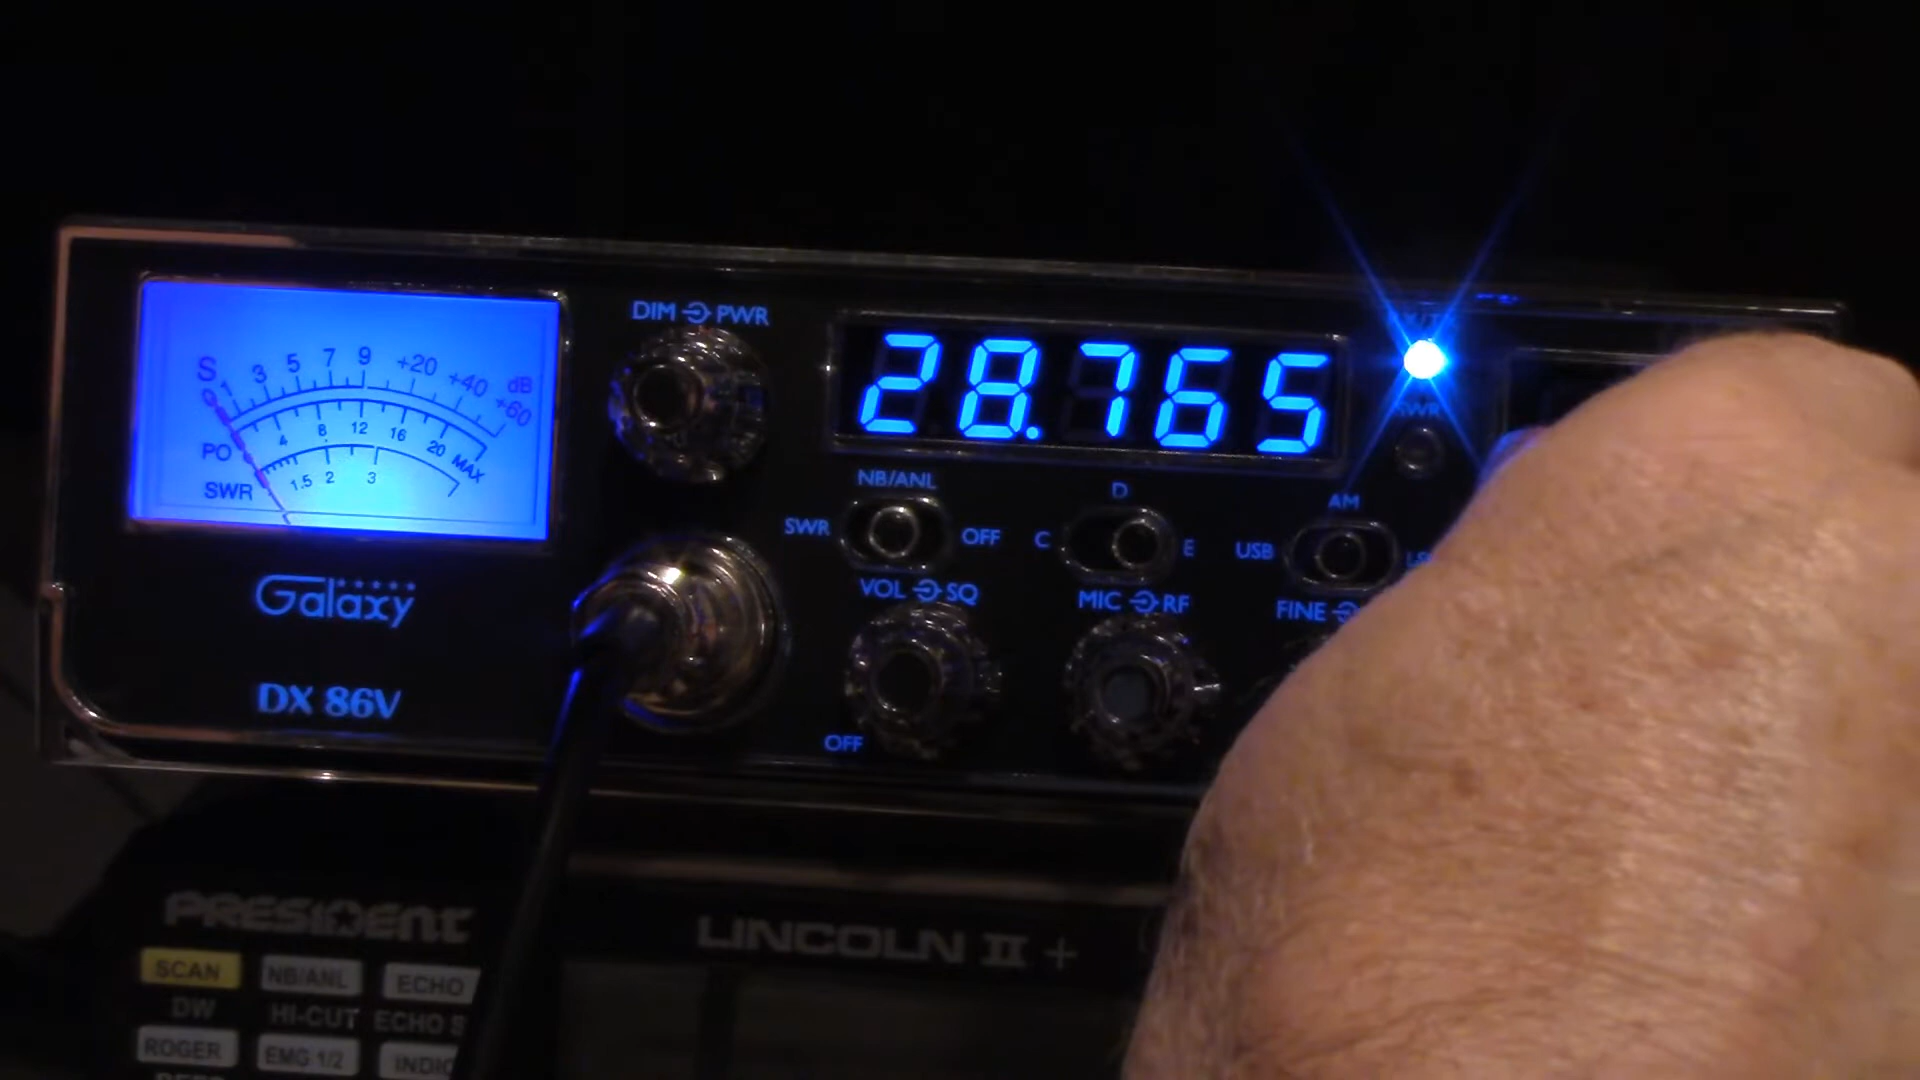 DIM PWR
S 1 3 5 7 9 +20 +40 +60 dB
PO 4 8 12 16 20 MAX
SWR 1.5 2 3
28.765
SWR
NB/ANL
SWR OFF
D
C E
AM
USB
VOL SQ
MIC RF
FINE
OFF
Galaxy
DX 86V
PRESIDENT
LINCOLN II +
SCAN NB/ANL ECHO
DW HI-CUT ECHO S
ROGER EMG 1/2